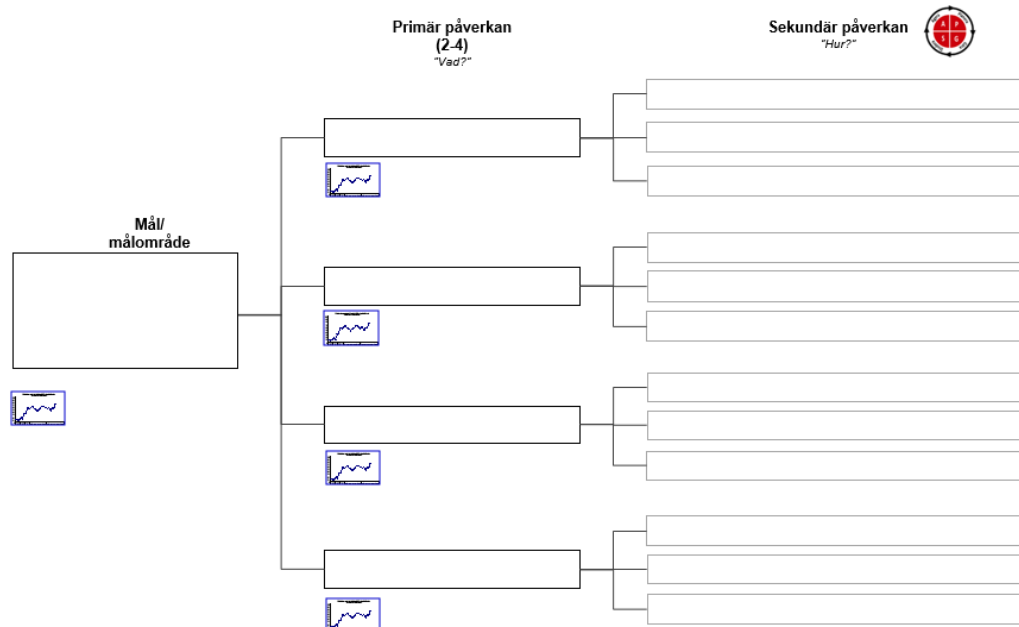 Primär påverkan
(2-4)
"Vad?"
Sekundär påverkan
"Hur?"
A P
S G
Mål/
målområde